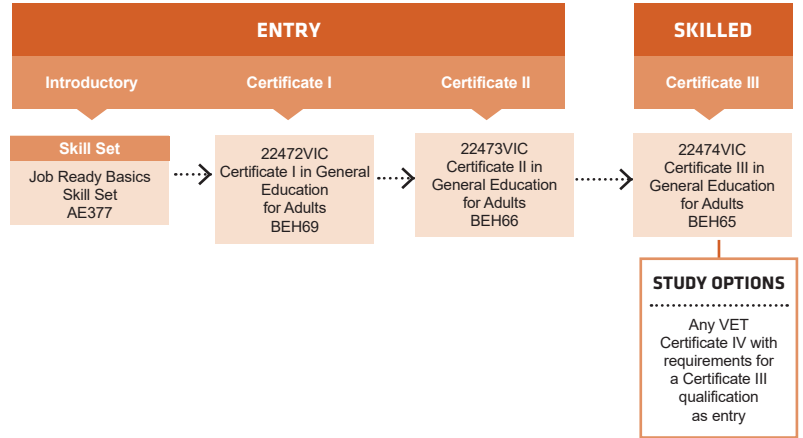 ENTRY
SKILLED
Introductory
Certificate I
Certificate II
Certificate III
Skill Set
Job Ready Basics
Skill Set
AE377
22472VIC
Certificate I in General
Education
for Adults
BEH69
22473VIC
Certificate II in
General Education
for Adults
BEH66
22474VIC
Certificate III in
General Education
for Adults
BEH65
STUDY OPTIONS
Any VET
Certificate IV with
requirements for
a Certificate III
qualification
as entry